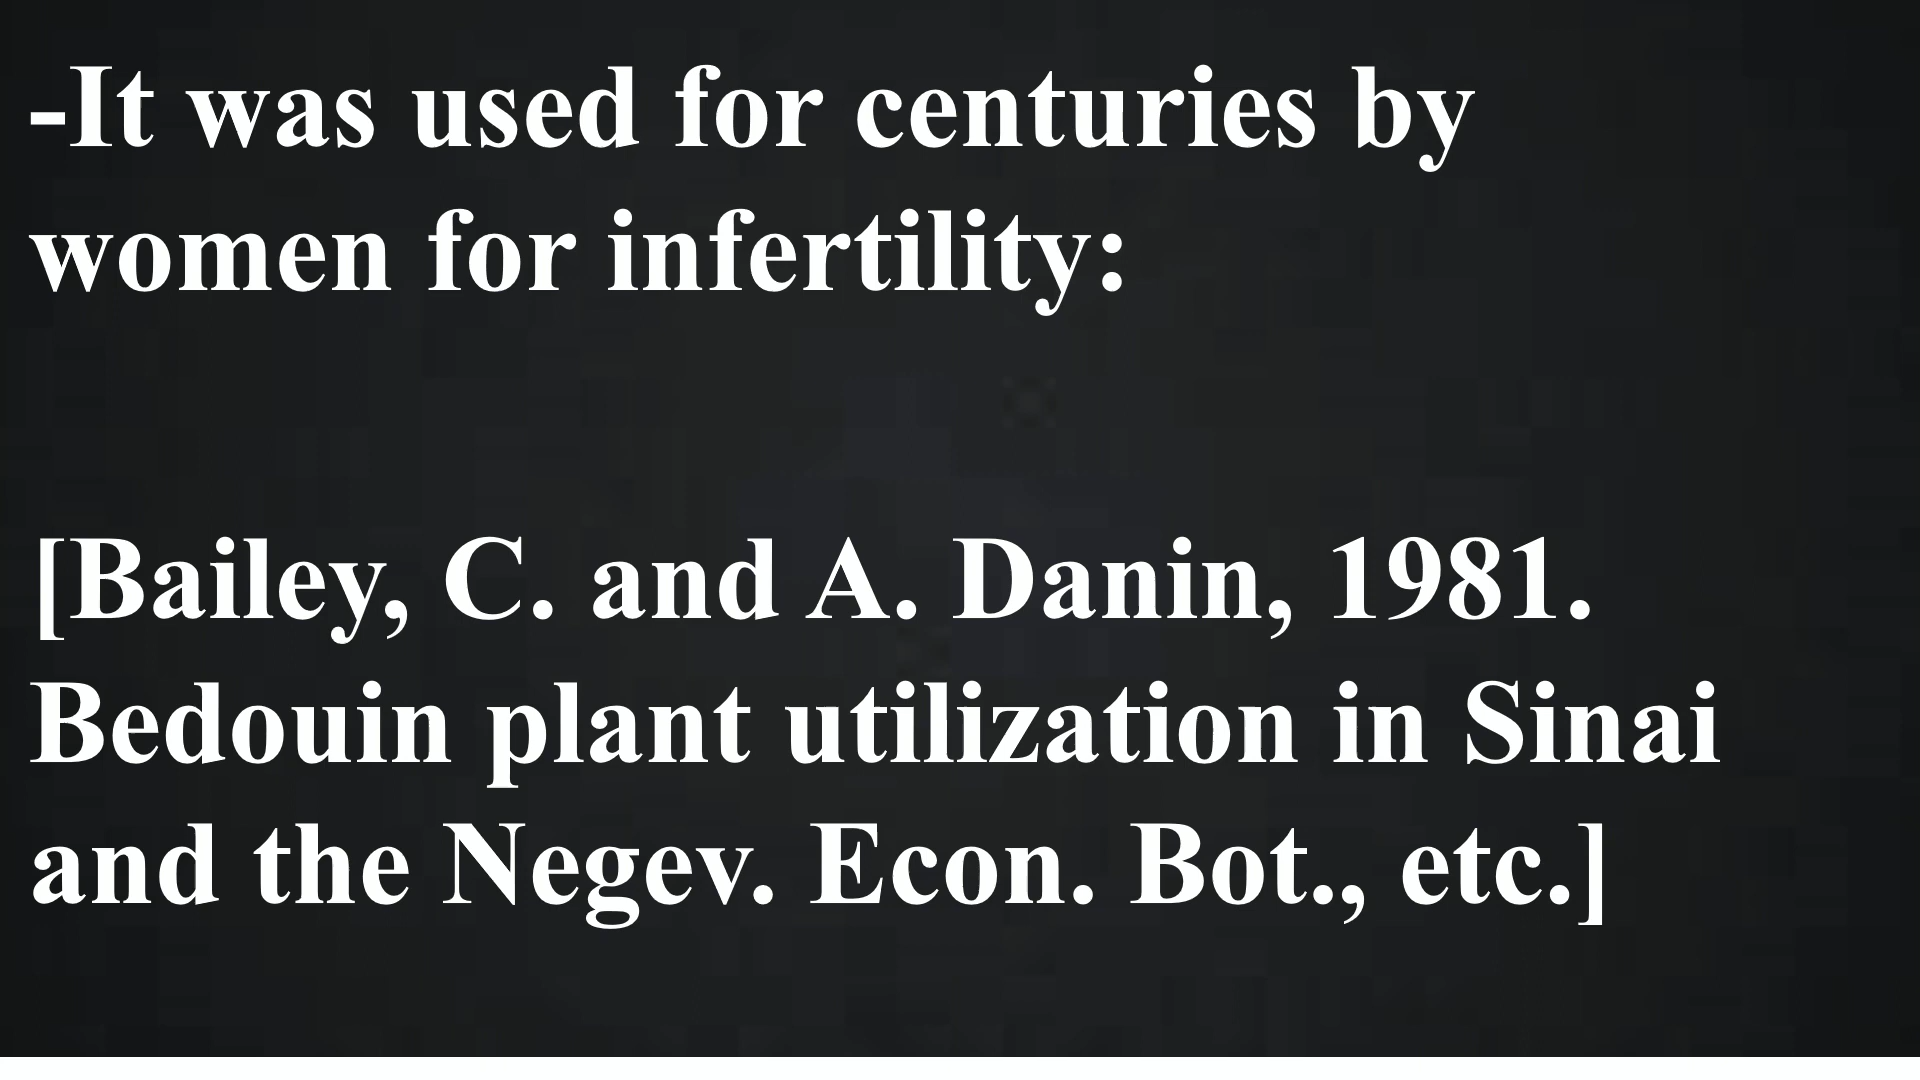 -It was used for centuries by
women for infertility:
[Bailey, C. and A. Danin, 1981.
Bedouin plant utilization in Sinai
and the Negev. Econ. Bot., etc.]